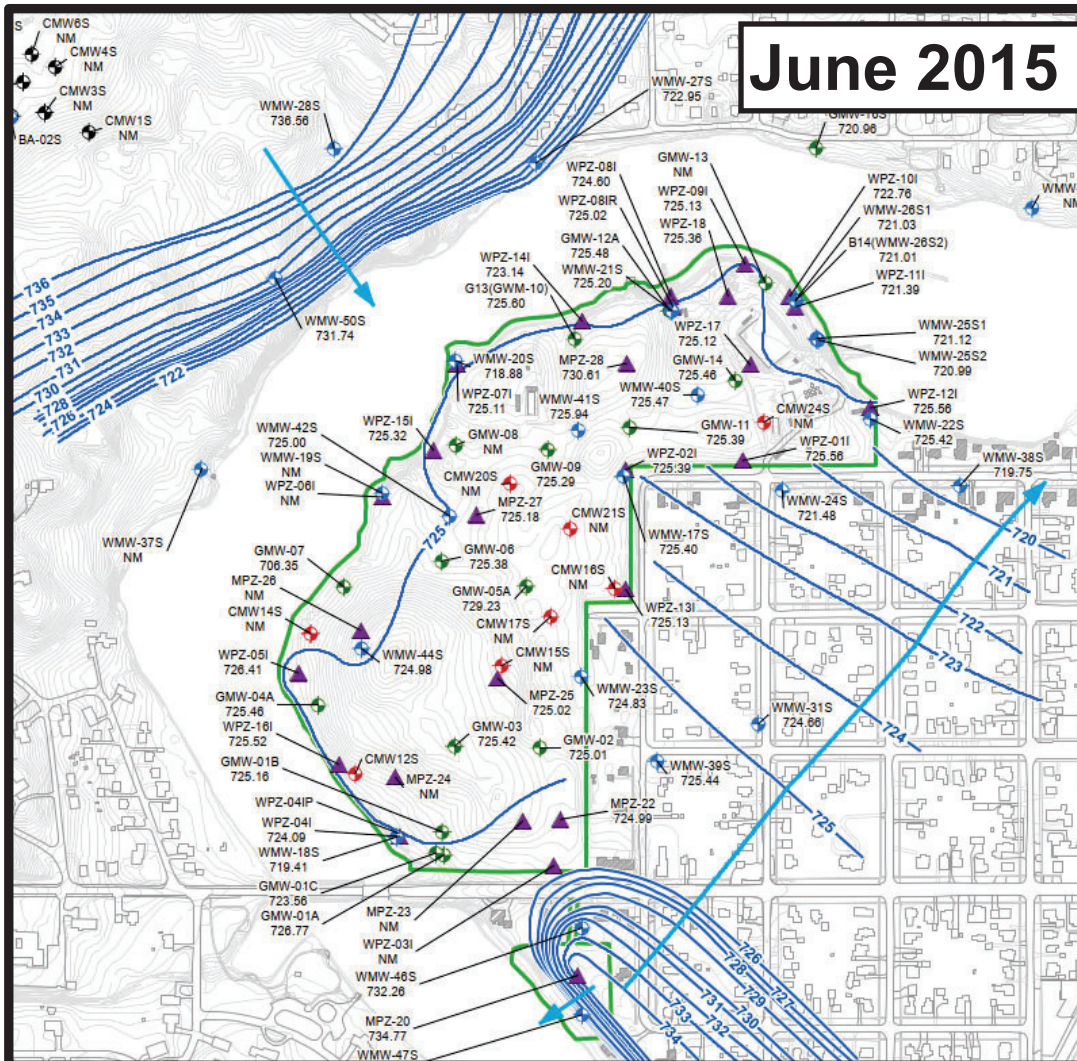 June 2015
S
CMW6S
NM
CMW4S
NM
CMW3S
NM
CMW1S
NM
BA-02S
WMW-28S
736.56
WMW-27S
722.95
GMW-16S
720.96
WMW-
NM
WPZ-08I
724.60
WPZ-08IR
725.02
GMW-12A
725.48
WMW-21S
725.20
GMW-13
NM
WPZ-09I
725.13
WPZ-18
725.36
WPZ-10I
722.76
WMW-26S1
721.03
B14(WMW-26S2)
721.01
WPZ-11I
721.39
WPZ-14I
723.14
G13(GWM-10)
725.60
WMW-50S
731.74
WMW-20S
718.88
WPZ-07I
725.11
MPZ-28
730.61
WPZ-17
725.12
GMW-14
725.46
WMW-25S1
721.12
WMW-25S2
720.99
WMW-40S
725.47
WMW-41S
725.94
WPZ-12I
725.56
WMW-22S
725.42
WPZ-15I
725.32
WMW-42S
725.00
WMW-19S
NM
WPZ-06I
NM
GMW-08
NM
GMW-09
725.29
GMW-11
725.39
CMW24S
NM
WPZ-01I
725.56
WPZ-02I
725.39
WMW-38S
719.75
WMW-24S
721.48
CMW20S
NM
MPZ-27
725.18
CMW21S
NM
WMW-17S
725.40
WMW-37S
NM
GMW-07
706.35
MPZ-26
NM
CMW14S
NM
GMW-06
725.38
GMW-05A
729.23
CMW16S
NM
WPZ-13I
725.13
CMW17S
NM
WPZ-05I
726.41
WMW-44S
724.98
CMW15S
NM
MPZ-25
725.02
WMW-23S
724.83
GMW-04A
725.46
WPZ-16I
725.52
GMW-01B
725.16
GMW-03
725.42
GMW-02
725.01
WMW-31S
724.66
WMW-39S
725.44
CMW12S
MPZ-24
NM
WPZ-04IP
WPZ-04I
724.09
WMW-18S
719.41
MPZ-22
724.99
GMW-01C
723.56
GMW-01A
726.77
MPZ-23
NM
WPZ-03I
NM
WMW-46S
732.26
MPZ-20
734.77
WMW-47S
736
735
734
733
732
731
730
728
726
724
722
725
720
721
722
723
724
725
726
727
728
729
730
731
732
733
734